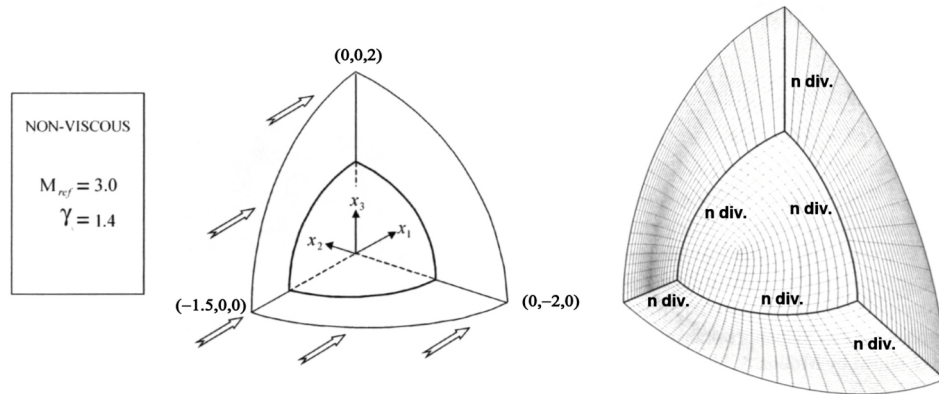 NON-VISCOUS
M_ref = 3.0
γ = 1.4
(0,0,2)
x₃
x₂
x₁
(−1.5,0,0)
(0,−2,0)
n div.
n div.
n div.
n div.
n div.
n div.